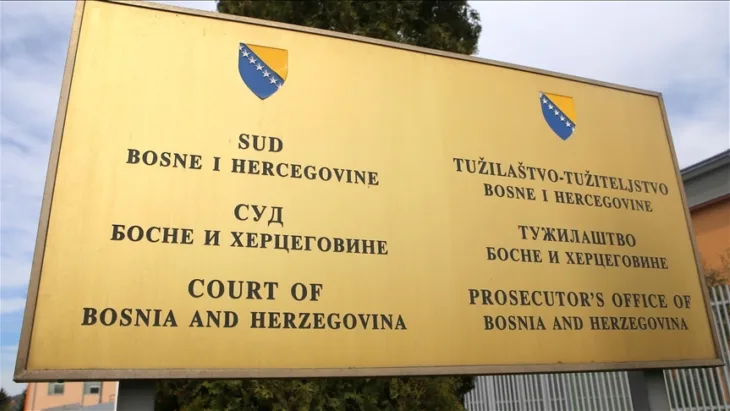 SUD
BOSNE I HERCEGOVINE
СУД
БОСНЕ И ХЕРЦЕГОВИНЕ
COURT OF
BOSNIA AND HERZEGOVINA
TUŽILAŠTVO-TUŽITELJSTVO
BOSNE I HERCEGOVINE
ТУЖИЛАШТВО
БОСНЕ И ХЕРЦЕГОВИНЕ
PROSECUTOR'S OFFICE OF
BOSNIA AND HERZEGOVINA